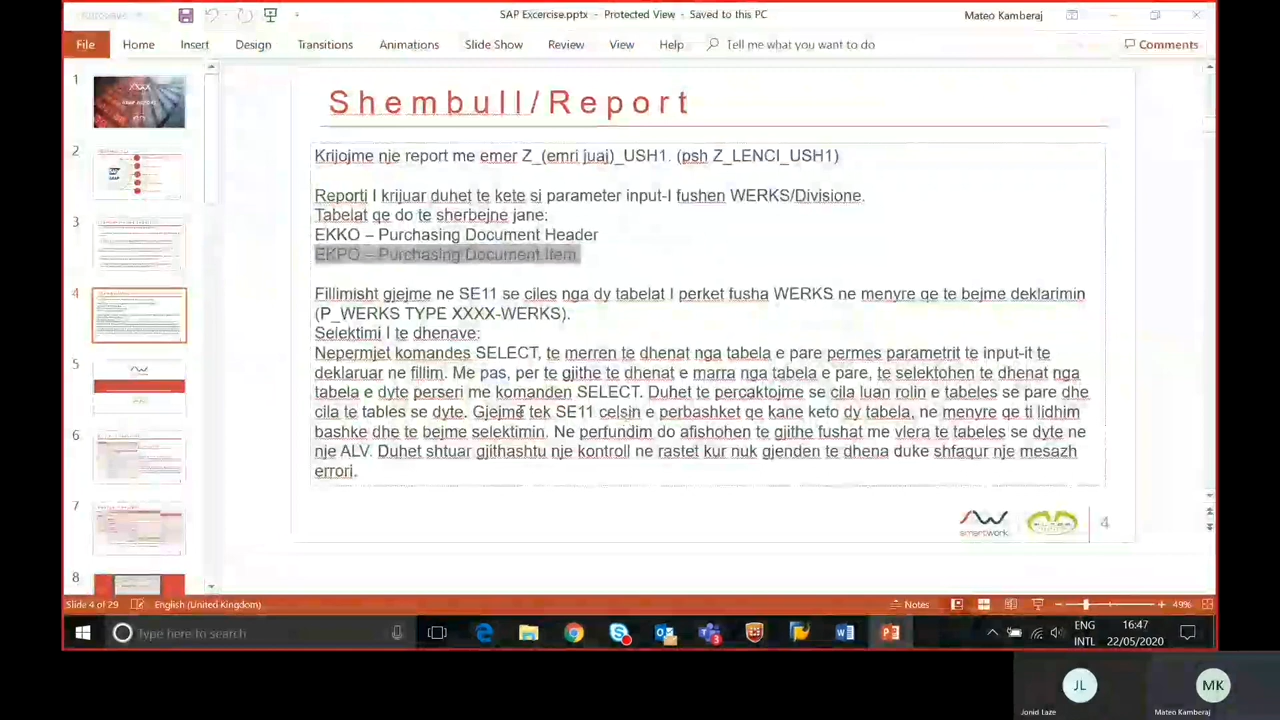 SAP Excercise.pptx - Protected View - Saved to this PC
Mateo Kamberaj
File Home Insert Design Transitions Animations Slide Show Review View Help Tell me what you want to do Comments
1
2
3
4
5
6
7
8
Shembull/Report
Krijojme nje report me emer Z_(emri juaj)_USH1. (psh Z_LENCI_USH1)
Reporti I krijuar duhet te kete si parameter input-I fushen WERKS/Divisione.
Tabelat qe do te sherbejne jane:
EKKO – Purchasing Document Header
EKPO – Purchasing Document Item
Fillimisht gjejme ne SE11 se ciles nga dy tabelat I perket fusha WERKS ne menyre qe te bejme deklarimin
(P_WERKS TYPE XXXX-WERKS).
Selektimi I te dhenave:
Nepermjet komandes SELECT, te merren te dhenat nga tabela e pare permes parametrit te input-it te
deklaruar ne fillim. Me pas, per te gjithe te dhenat e marra nga tabela e pare, te selektohen te dhenat nga
tabela e dyte perseri me komanden SELECT. Duhet te percaktojme se cila luan rolin e tabeles se pare dhe
cila te tables se dyte. Gjejme tek SE11 celsin e perbashket qe kane keto dy tabela, ne menyre qe ti lidhim
bashke dhe te bejme selektimin. Ne perfundim do afishohen te gjithe fushat me vlera te tabeles se dyte ne
nje ALV. Duhet shtuar gjithashtu nje kontroll ne rastet kur nuk gjenden te dhena duke shfaqur nje mesazh
errori.
smartwork
4
Slide 4 of 29 English (United Kingdom) Notes 49%
Type here to search
ENG 16:47
INTL 22/05/2020
JL MK
Jonid Laze Mateo Kamberaj